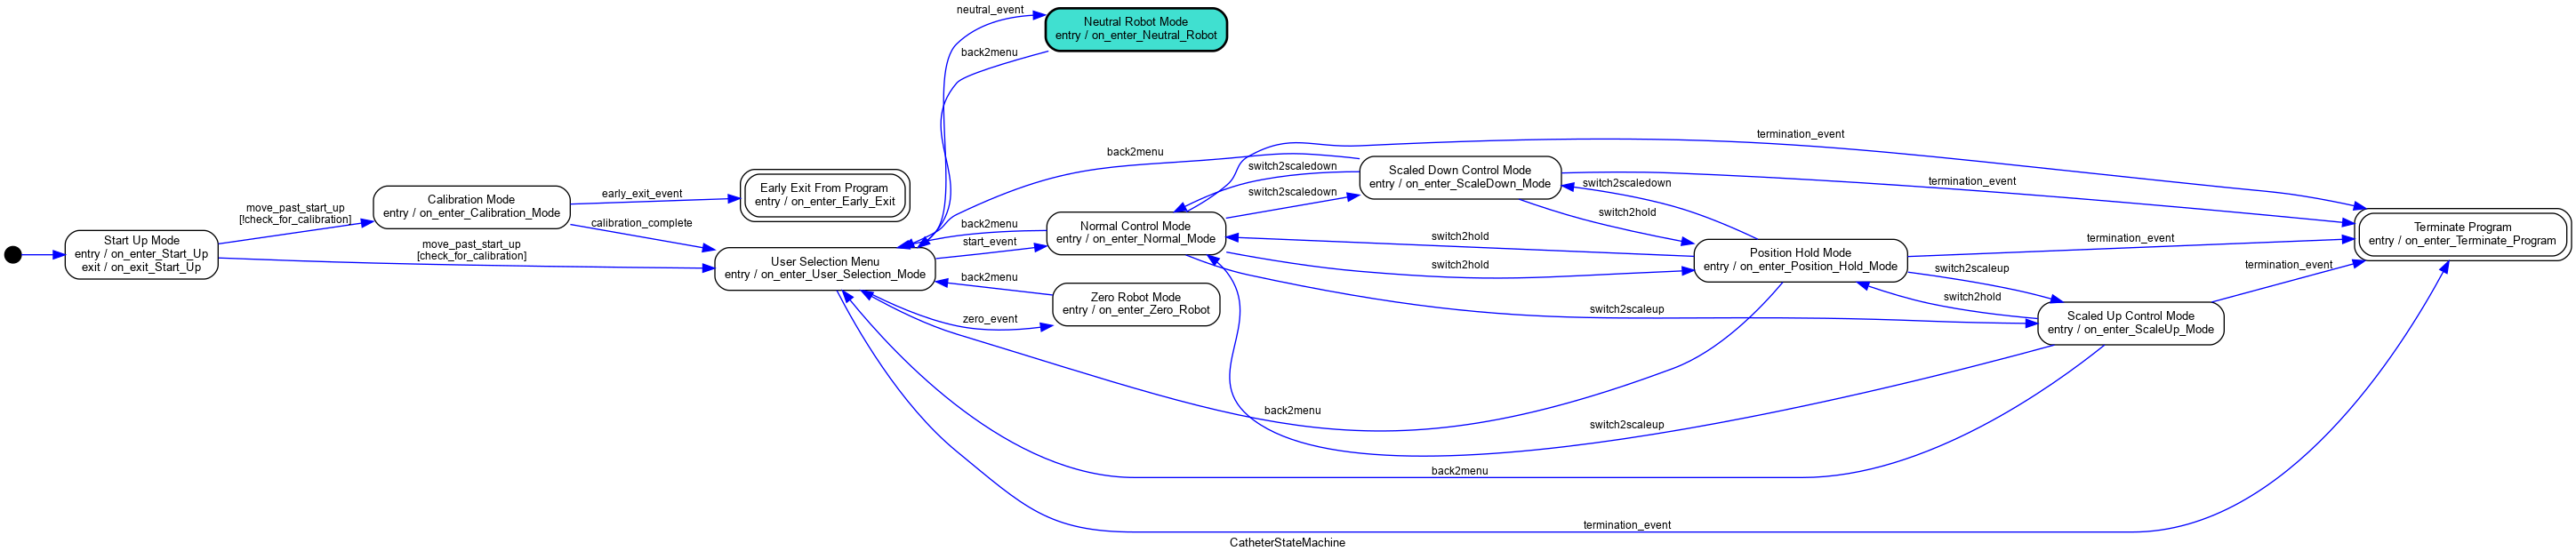 neutral_event
Neutral Robot Mode
entry / on_enter_Neutral_Robot
back2menu
termination_event
back2menu
switch2scaledown
Scaled Down Control Mode
entry / on_enter_ScaleDown_Mode
switch2scaledown
termination_event
Early Exit From Program
entry / on_enter_Early_Exit
early_exit_event
Calibration Mode
entry / on_enter_Calibration_Mode
switch2scaledown
move_past_start_up
[!check_for_calibration]
calibration_complete
back2menu
Normal Control Mode
entry / on_enter_Normal_Mode
switch2hold
Terminate Program
entry / on_enter_Terminate_Program
Start Up Mode
entry / on_enter_Start_Up
exit / on_exit_Start_Up
move_past_start_up
[check_for_calibration]
start_event
switch2hold
termination_event
User Selection Menu
entry / on_enter_User_Selection_Mode
back2menu
switch2hold
Position Hold Mode
entry / on_enter_Position_Hold_Mode
switch2scaleup
termination_event
Zero Robot Mode
entry / on_enter_Zero_Robot
zero_event
switch2scaleup
switch2hold
Scaled Up Control Mode
entry / on_enter_ScaleUp_Mode
back2menu
switch2scaleup
back2menu
termination_event
CatheterStateMachine